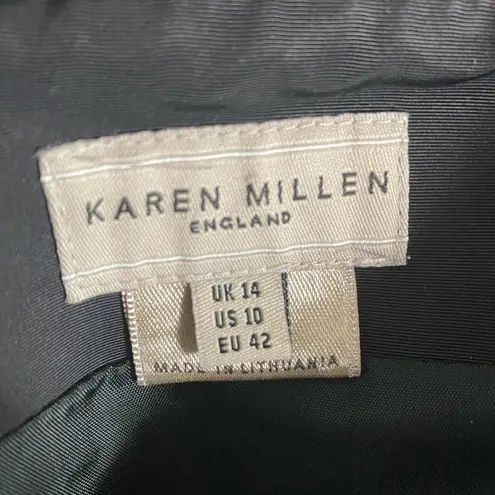 KAREN MILLEN
ENGLAND
UK 14
US 10
EU 42
MADE IN LITHUANIA